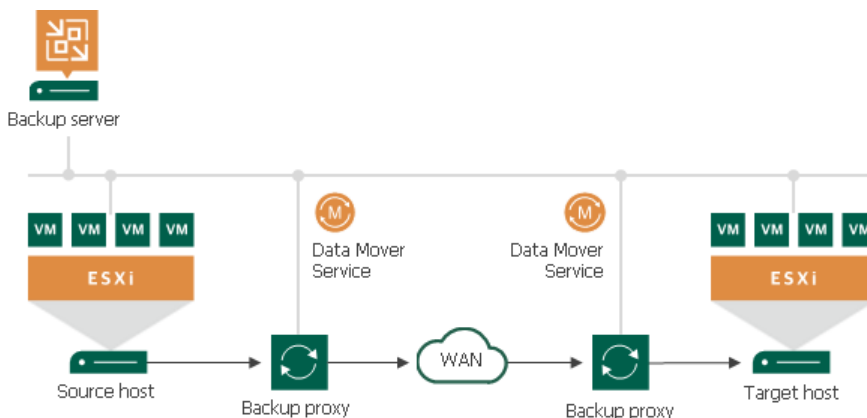 Backup server
VM VM VM VM
ESXi
Source host
Backup proxy
M
Data Mover
Service
WAN
M
Data Mover
Service
Backup proxy
VM VM VM VM
ESXi
Target host